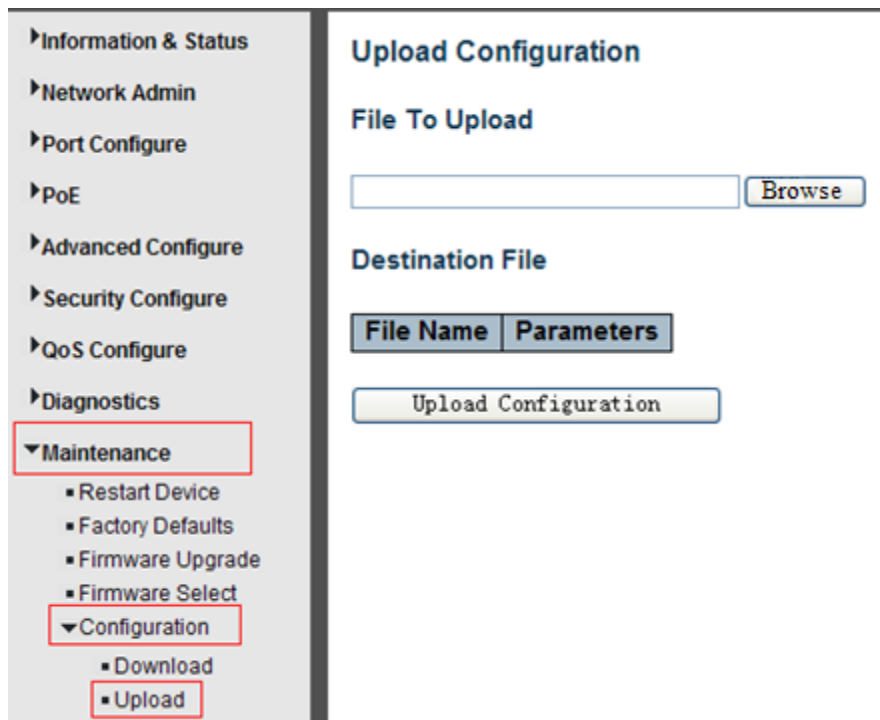 Information & Status
Network Admin
Port Configure
PoE
Advanced Configure
Security Configure
QoS Configure
Diagnostics
Maintenance
Restart Device
Factory Defaults
Firmware Upgrade
Firmware Select
Configuration
Download
Upload
Upload Configuration
File To Upload
Browse
Destination File
File Name Parameters
Upload Configuration